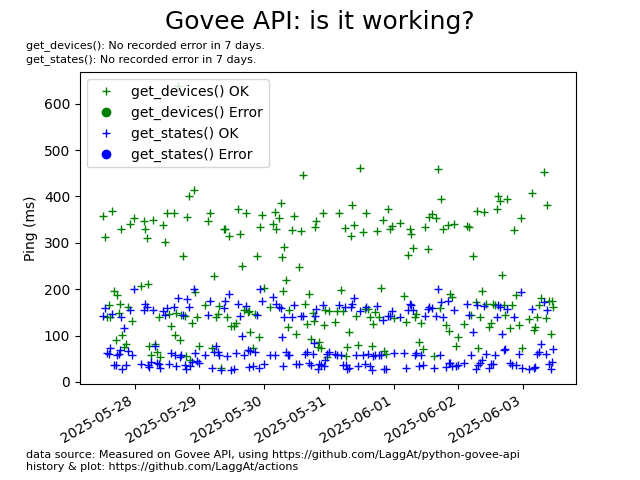 Govee API: is it working?
get_devices(): No recorded error in 7 days.
get_states(): No recorded error in 7 days.
get_devices() OK
get_devices() Error
get_states() OK
get_states() Error
Ping (ms)
600
500
400
300
200
100
0
2025-05-28
2025-05-29
2025-05-30
2025-05-31
2025-06-01
2025-06-02
2025-06-03
data source: Measured on Govee API, using https://github.com/LaggAt/python-govee-api
history & plot: https://github.com/LaggAt/actions